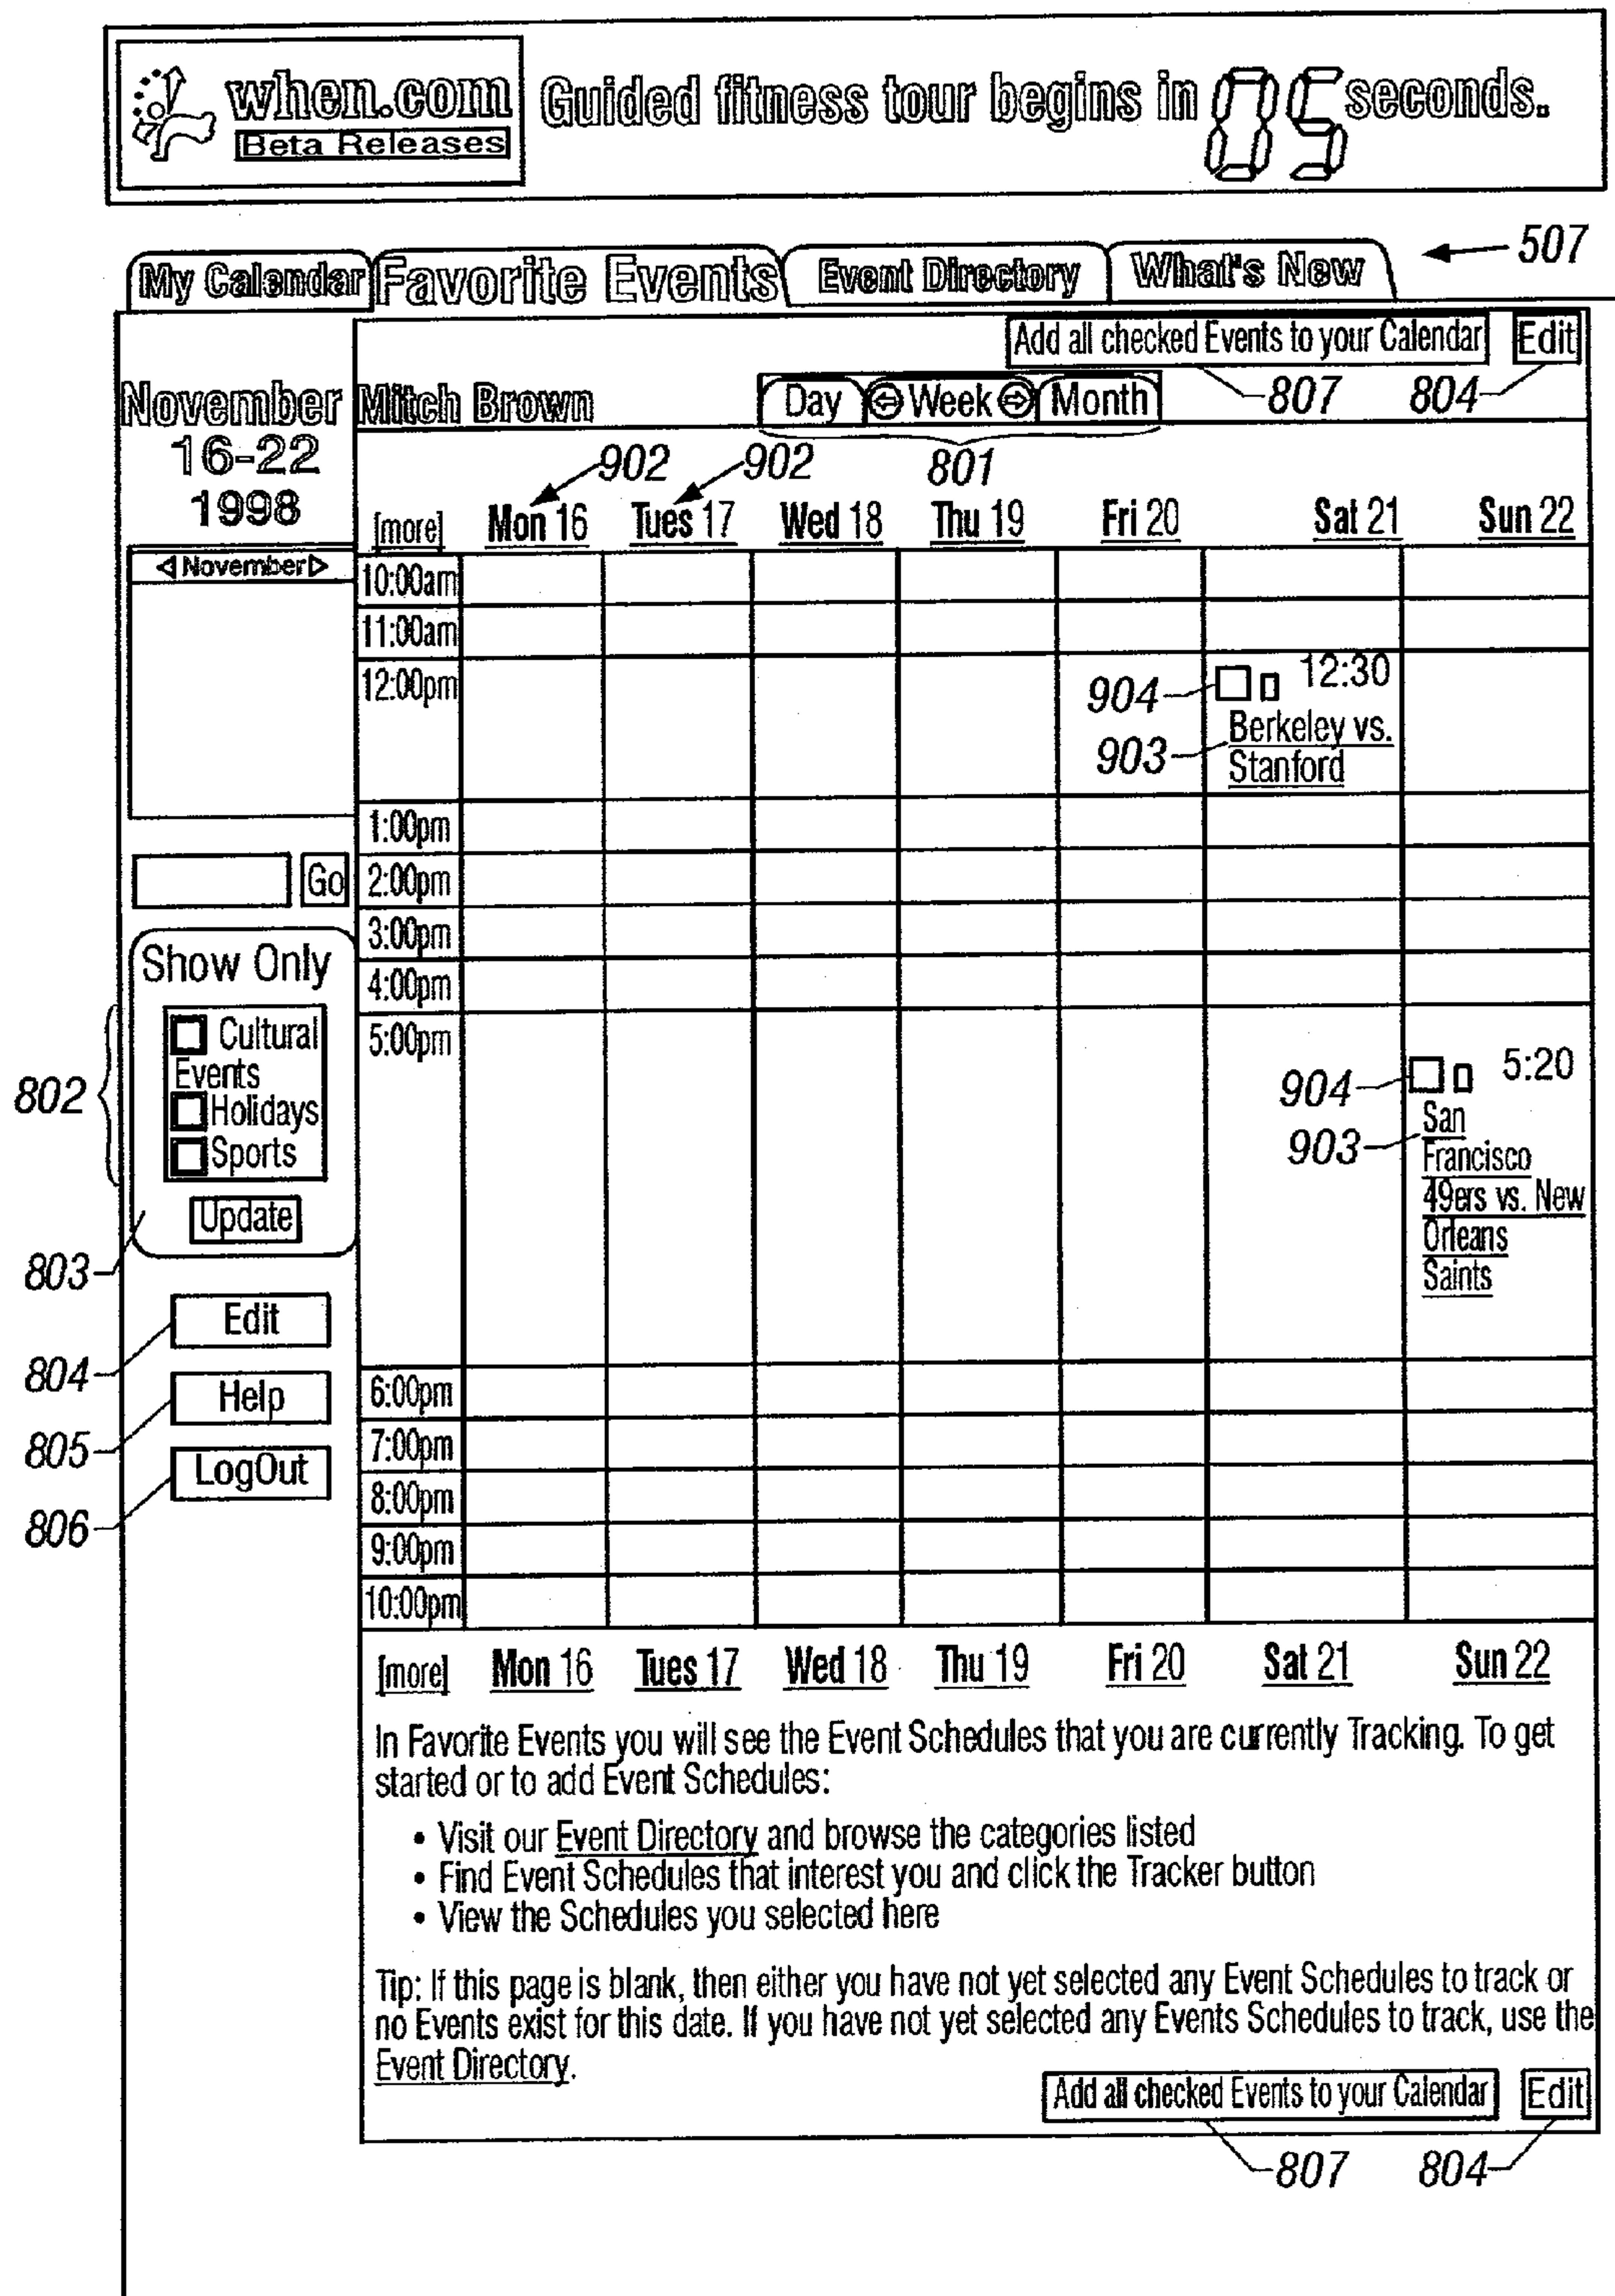 when.com
Beta Releases
Guided fitness tour begins in 05 seconds.
507
My Calendar Favorite Events Event Directory What's New
Add all checked Events to your Calendar Edit
807 804
November
16-22
1998
Mitch Brown
Day Week Month
902 902 801
[more] Mon 16 Tues 17 Wed 18 Thu 19 Fri 20 Sat 21 Sun 22
November
10:00am
11:00am
12:00pm
904 12:30
903 Berkeley vs.
Stanford
1:00pm
Go
2:00pm
3:00pm
4:00pm
5:00pm
904 5:20
903 San
Francisco
49ers vs. New
Orleans
Saints
6:00pm
7:00pm
8:00pm
9:00pm
10:00pm
Show Only
802
Cultural
Events
Holidays
Sports
Update
803
Edit
804
Help
805
LogOut
806
[more] Mon 16 Tues 17 Wed 18 Thu 19 Fri 20 Sat 21 Sun 22
In Favorite Events you will see the Event Schedules that you are currently Tracking. To get
started or to add Event Schedules:
• Visit our Event Directory and browse the categories listed
• Find Event Schedules that interest you and click the Tracker button
• View the Schedules you selected here
Tip: If this page is blank, then either you have not yet selected any Event Schedules to track or
no Events exist for this date. If you have not yet selected any Events Schedules to track, use the
Event Directory.
Add all checked Events to your Calendar Edit
807 804